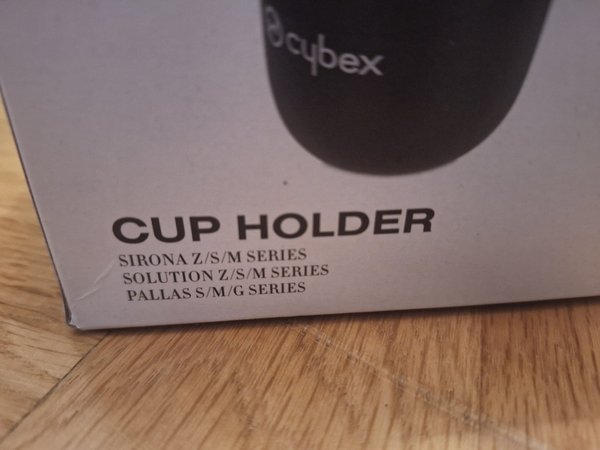 cybex
CUP HOLDER
SIRONA Z/S/M SERIES
SOLUTION Z/S/M SERIES
PALLAS S/M/G SERIES